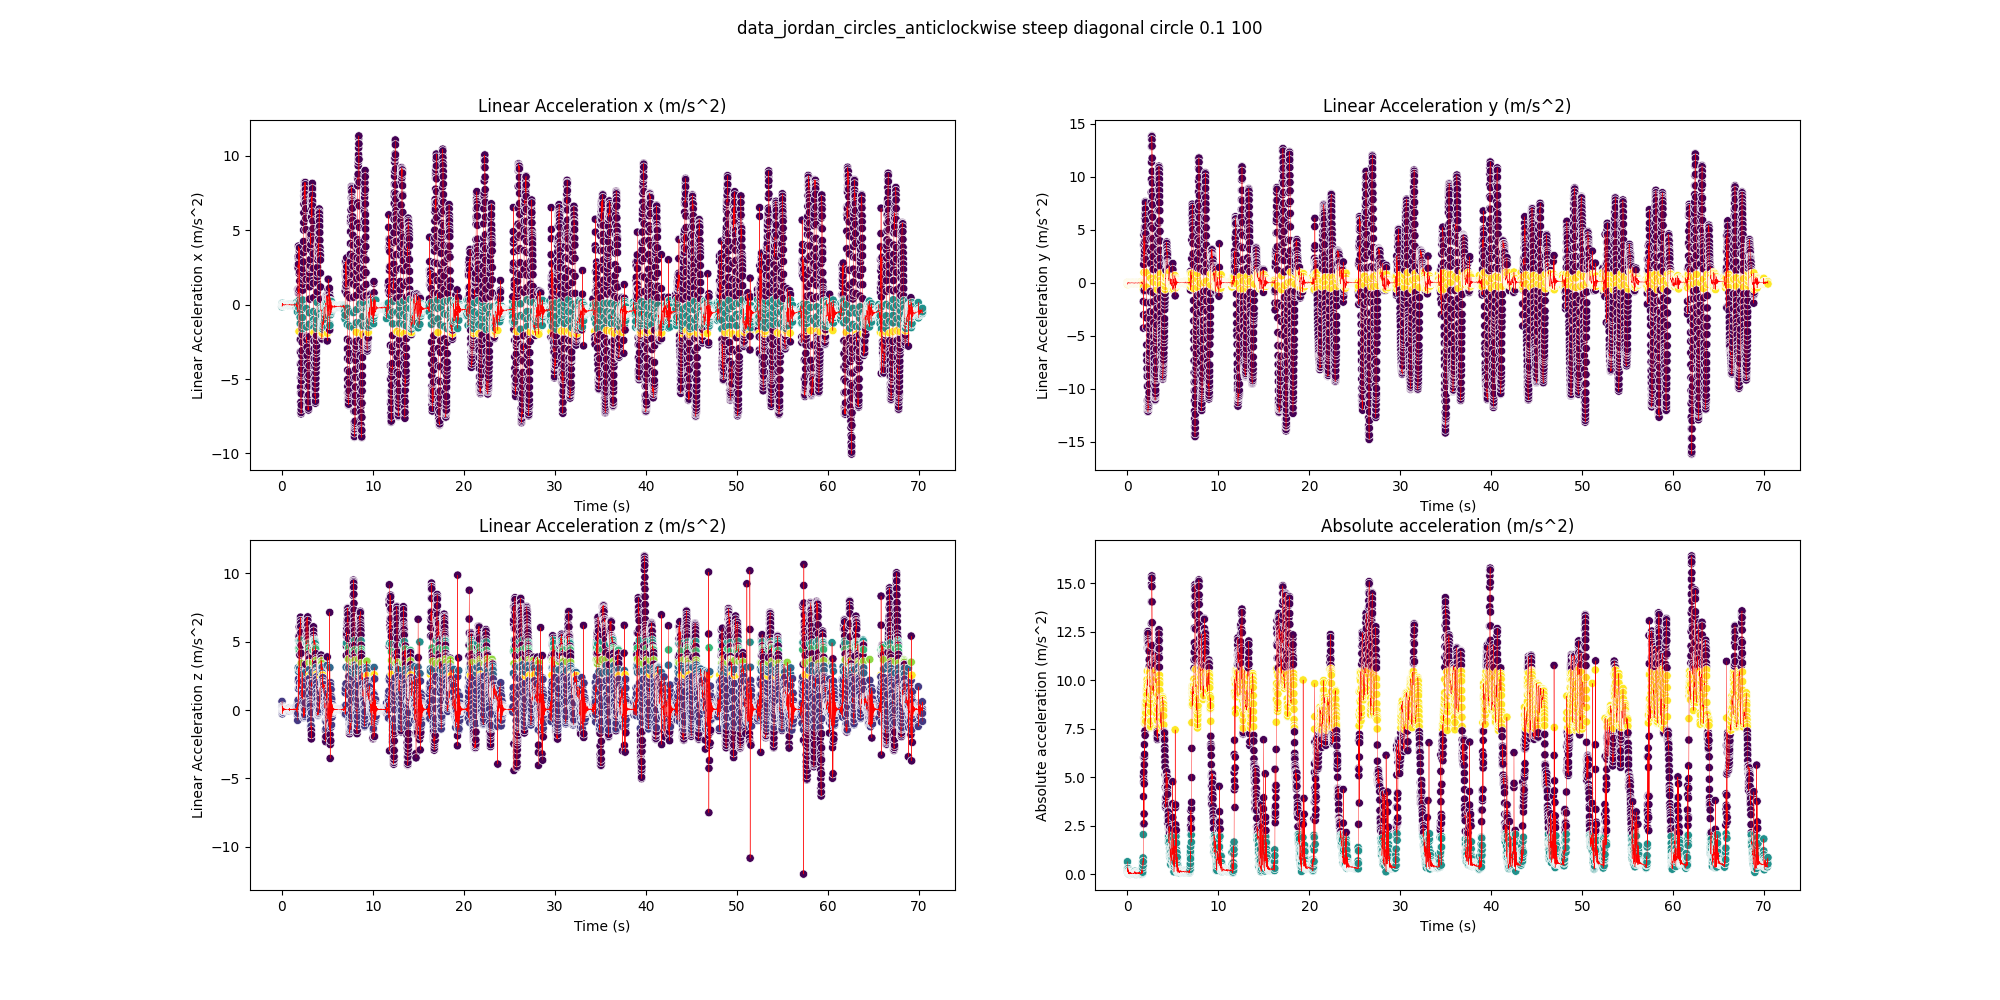 data_jordan_circles_anticlockwise steep diagonal circle 0.1 100
Linear Acceleration x (m/s^2)
Linear Acceleration x (m/s^2)
10
5
0
−5
−10
0 10 20 30 40 50 60 70
Time (s)
Linear Acceleration y (m/s^2)
Linear Acceleration y (m/s^2)
15
10
5
0
−5
−10
−15
0 10 20 30 40 50 60 70
Time (s)
Linear Acceleration z (m/s^2)
Linear Acceleration z (m/s^2)
10
5
0
−5
−10
0 10 20 30 40 50 60 70
Time (s)
Absolute acceleration (m/s^2)
Absolute acceleration (m/s^2)
15.0
12.5
10.0
7.5
5.0
2.5
0.0
0 10 20 30 40 50 60 70
Time (s)